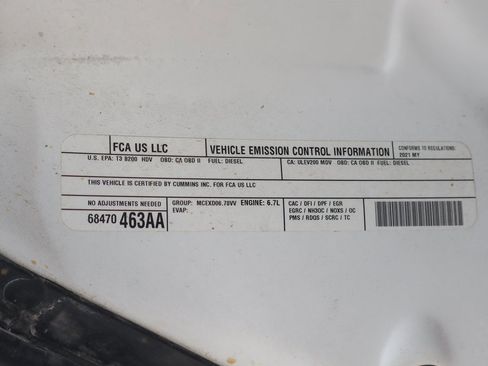 FCA US LLC
VEHICLE EMISSION CONTROL INFORMATION
CONFORMS TO REGULATIONS:
2021 MY
U.S. EPA: T3 B200 HDV OBD: CA OBD II FUEL: DIESEL
CA: ULEV200 MDV OBD: CA OBD II FUEL: DIESEL
THIS VEHICLE IS CERTIFIED BY CUMMINS INC. FOR FCA US LLC
NO ADJUSTMENTS NEEDED
68470 463AA
GROUP: MCEXD06.78VV ENGINE: 6.7L
EVAP:
CAC / DFI / DPF / EGR
EGRC / NH3OC / NOXS / OC
PMS / RDQS / SCRC / TC